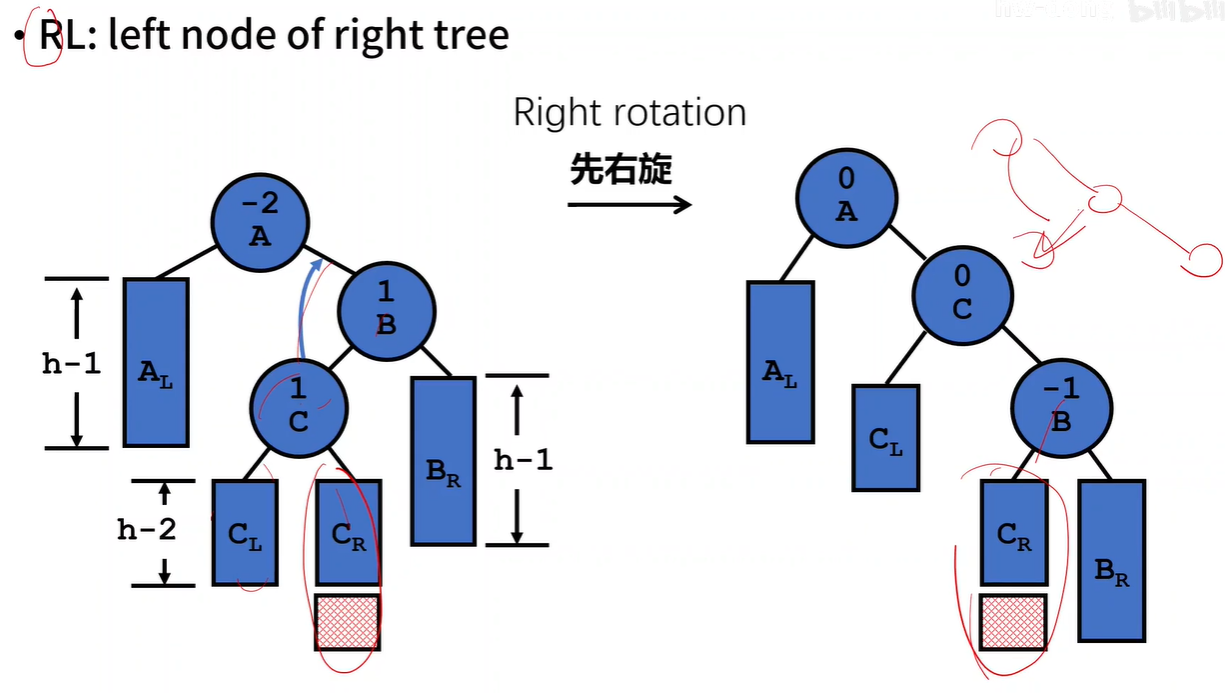 • RL: left node of right tree
Right rotation
先右旋
-2
A
1
B
h-1
A_L
1
C
B_R
h-1
h-2
C_L
C_R
0
A
0
C
A_L
-1
B
C_L
C_R
B_R